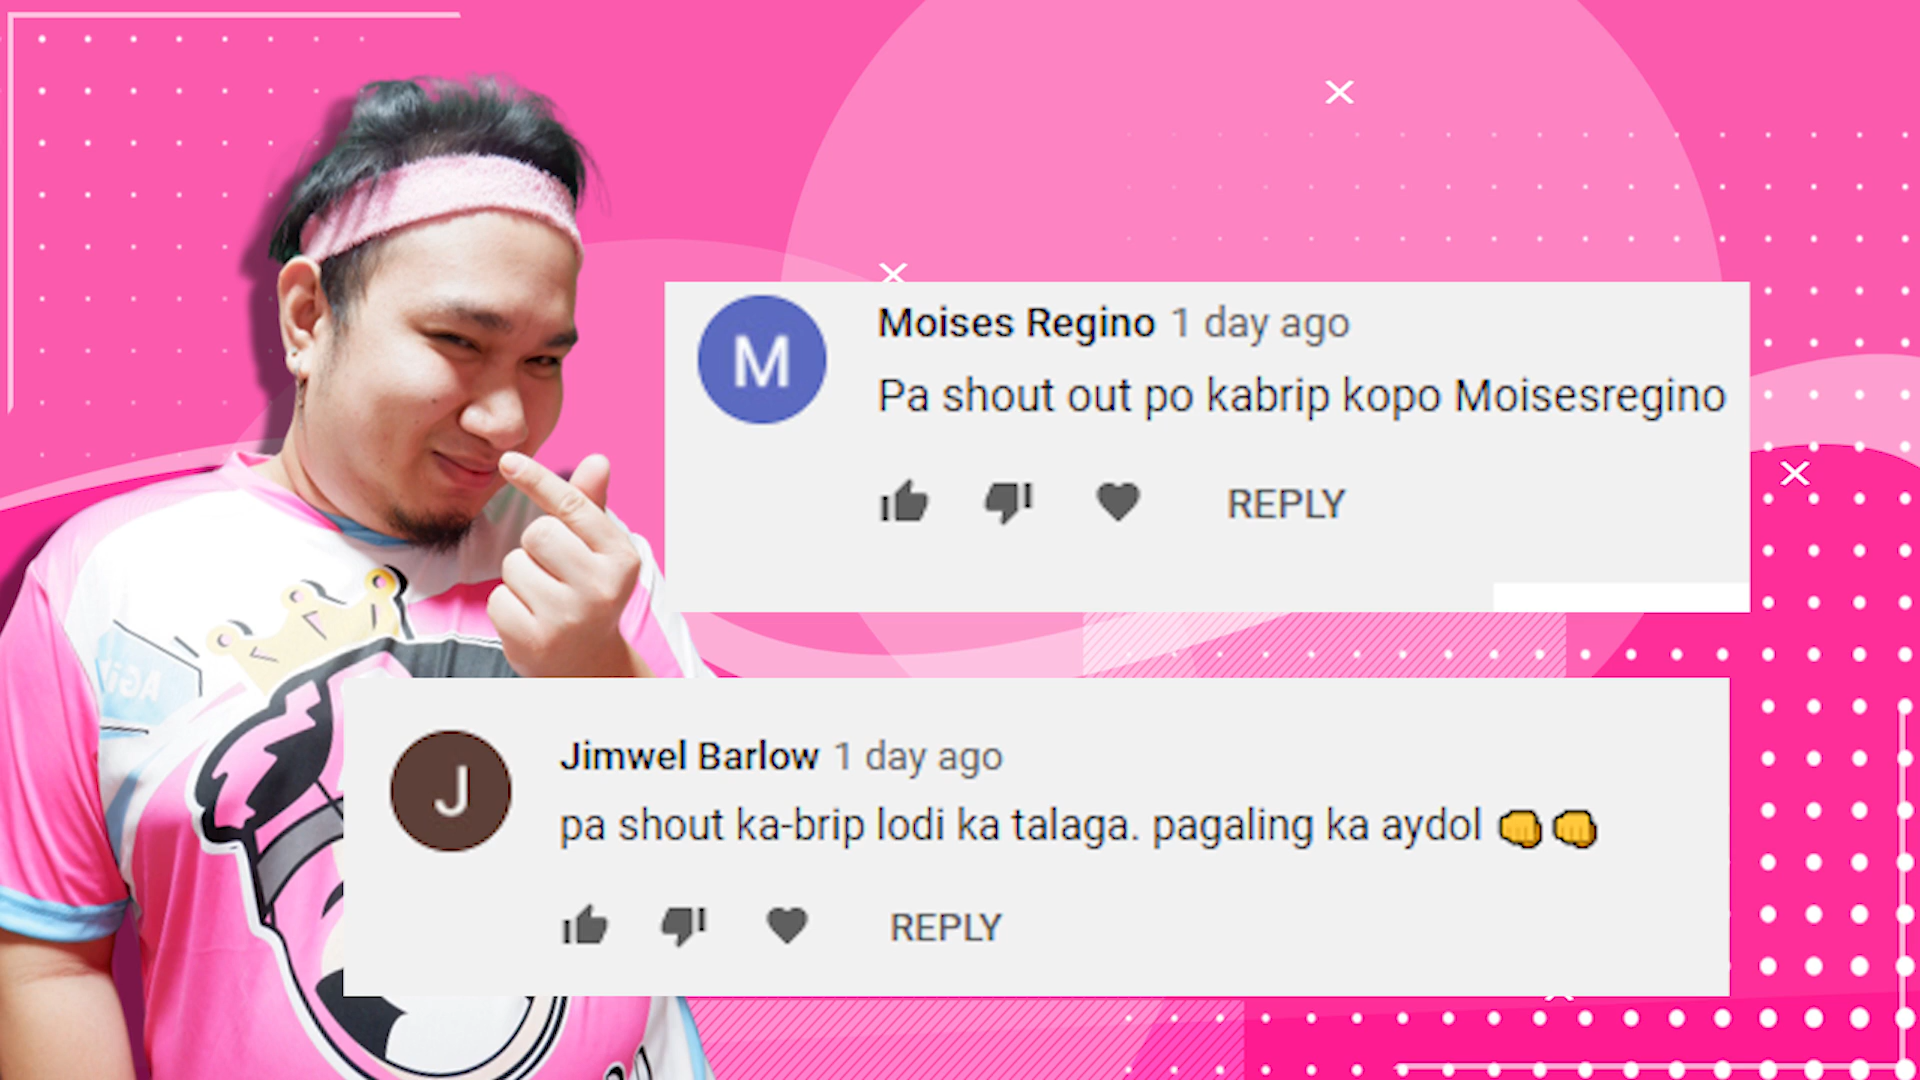 Moises Regino 1 day ago
Pa shout out po kabrip kopo Moisesregino
REPLY
Jimwel Barlow 1 day ago
pa shout ka-brip lodi ka talaga. pagaling ka aydol 👊👊
REPLY
M
J